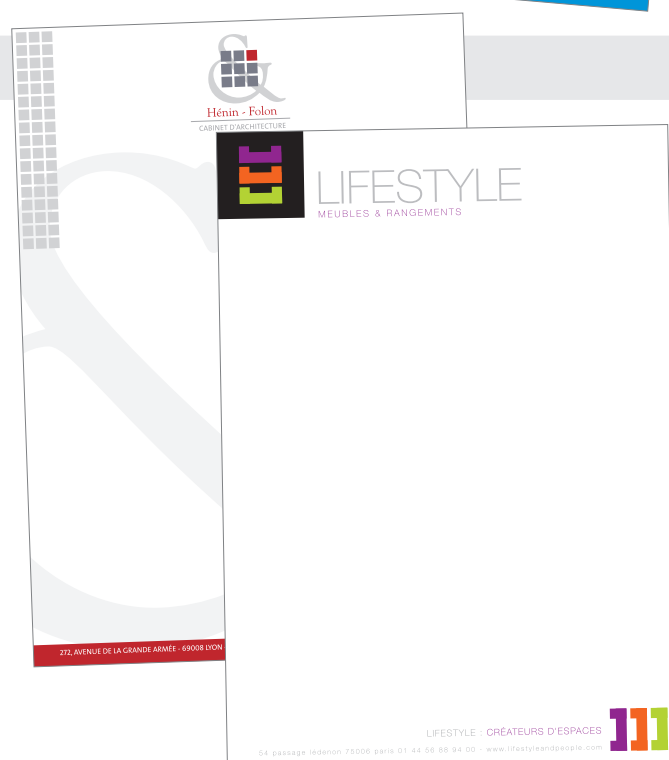 &
Hénin - Folon
CABINET D'ARCHITECTURE
272, AVENUE DE LA GRANDE ARMÉE - 69008 LYON -
LIFESTYLE
MEUBLES & RANGEMENTS
LIFESTYLE : CRÉATEURS D'ESPACES
54 passage ledenon 75006 paris 01 44 58 88 94 00 - www.lifestyleandpeople.com